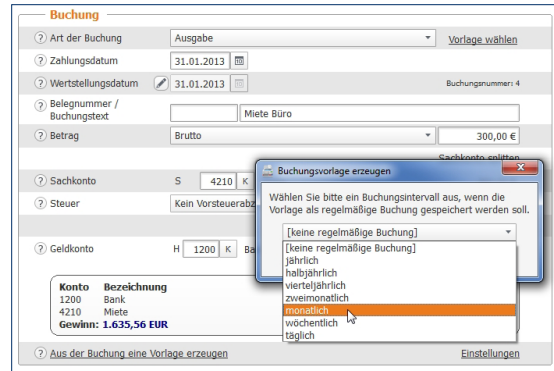 Buchung
Art der Buchung Ausgabe Vorlage wählen
Zahlungsdatum 31.01.2013
Wertstellungsdatum 31.01.2013 Buchungsnummer: 4
Belegnummer /
Buchungstext Miete Büro
Betrag Brutto 300,00 €
Sachkonto splitten
Sachkonto S 4210 K
Steuer Kein Vorsteuerabz
Geldkonto H 1200 K Ba
Buchungsvorlage erzeugen
Wählen Sie bitte ein Buchungsintervall aus, wenn die
Vorlage als regelmäßige Buchung gespeichert werden soll.
[keine regelmäßige Buchung]
[keine regelmäßige Buchung]
jährlich
halbjährlich
vierteljährlich
zweimonatlich
monatlich
wöchentlich
täglich
Konto Bezeichnung
1200 Bank
4210 Miete
Gewinn: 1.635,56 EUR
Aus der Buchung eine Vorlage erzeugen Einstellungen